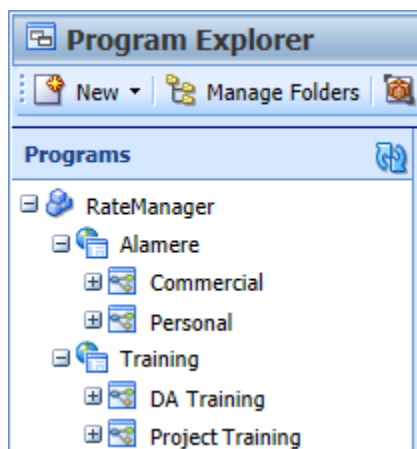 Program Explorer
New Manage Folders
Programs
RateManager
Alamere
Commercial
Personal
Training
DA Training
Project Training